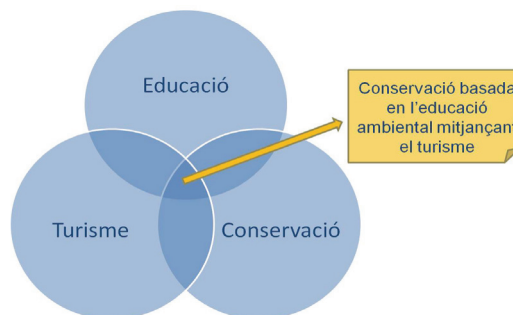 Educació
Turisme
Conservació
Conservació basada
en l'educació
ambiental mitjançant
el turisme